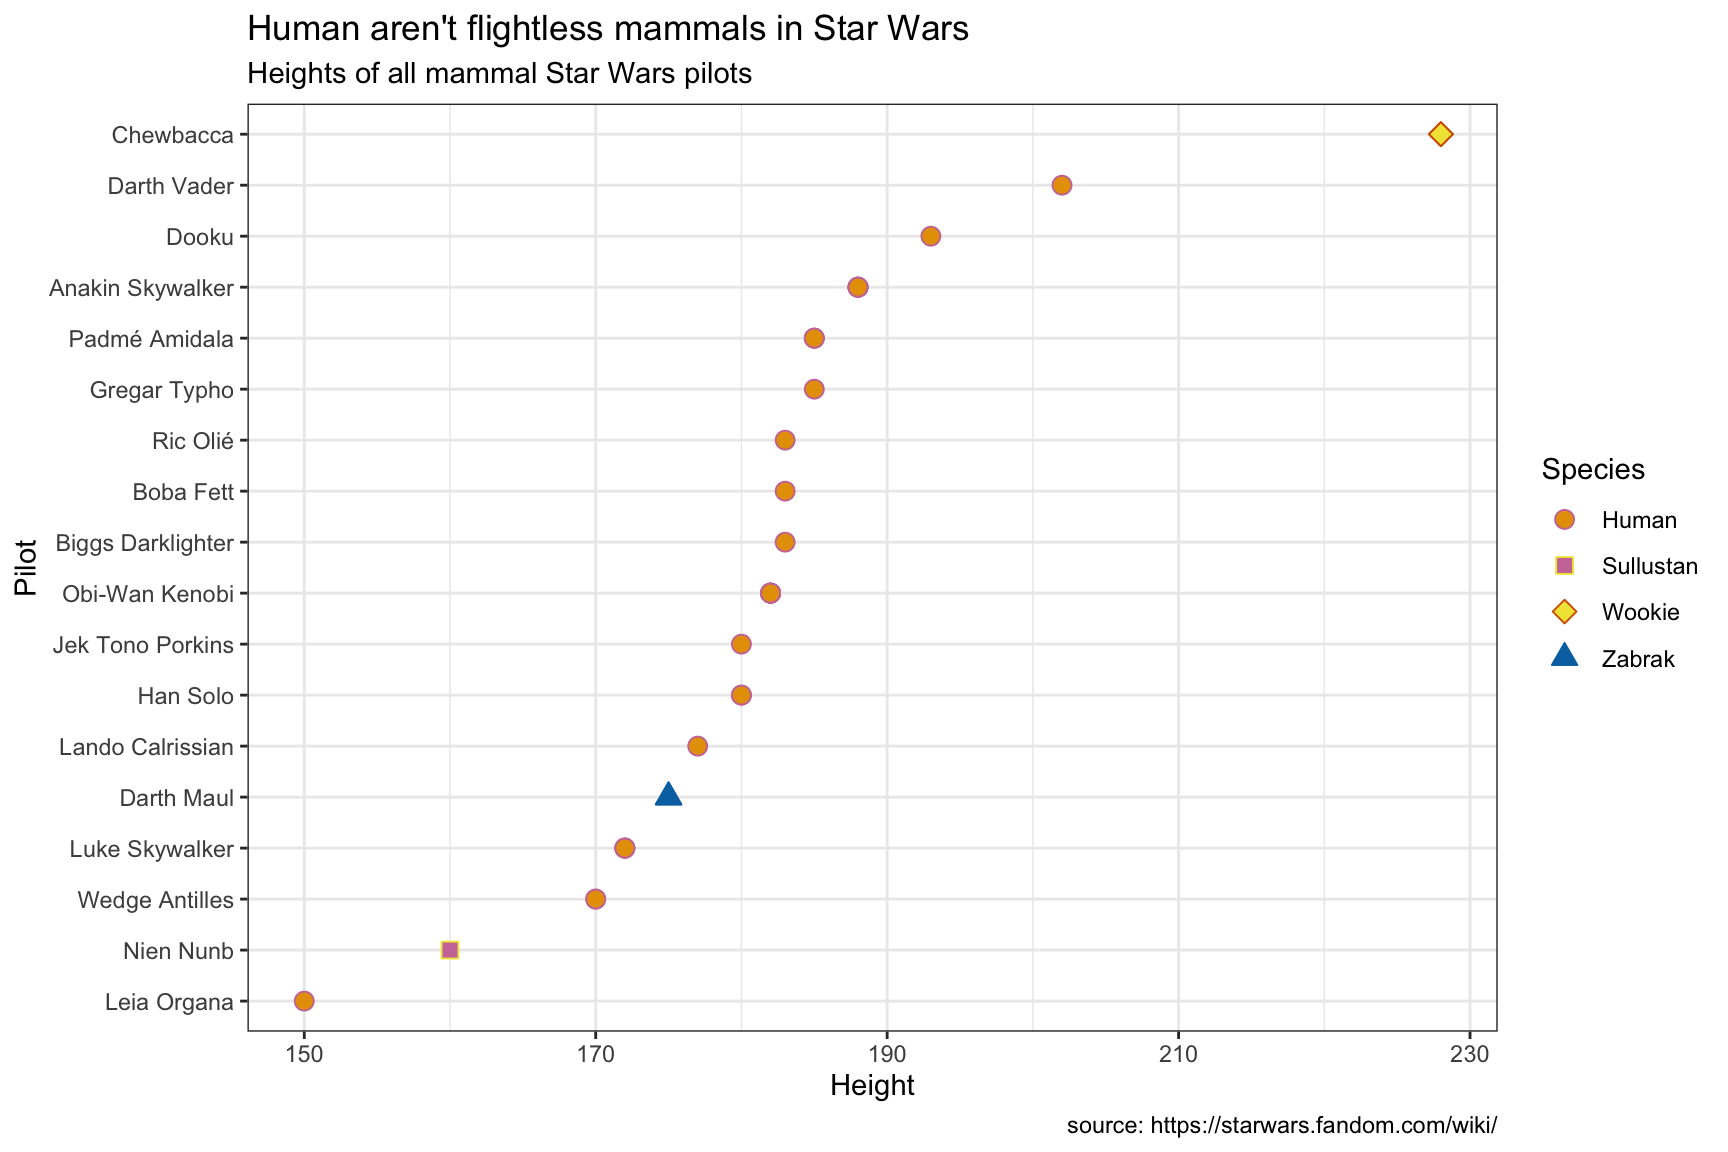 Human aren't flightless mammals in Star Wars
Heights of all mammal Star Wars pilots
Chewbacca
Darth Vader
Dooku
Anakin Skywalker
Padmé Amidala
Gregar Typho
Ric Olié
Boba Fett
Biggs Darklighter
Obi-Wan Kenobi
Jek Tono Porkins
Han Solo
Lando Calrissian
Darth Maul
Luke Skywalker
Wedge Antilles
Nien Nunb
Leia Organa
Pilot
150 170 190 210 230
Height
Species
Human
Sullustan
Wookie
Zabrak
source: https://starwars.fandom.com/wiki/